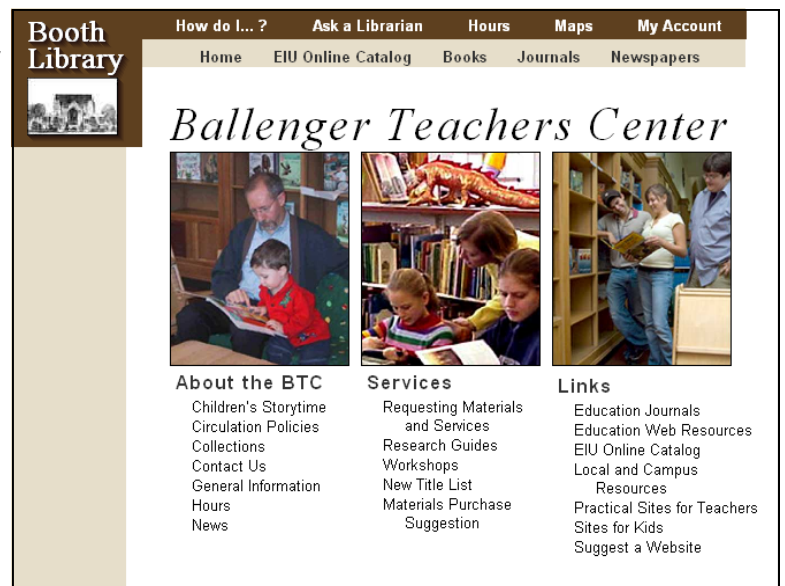 Booth
Library
How do I... ? Ask a Librarian Hours Maps My Account
Home EIU Online Catalog Books Journals Newspapers
Ballenger Teachers Center
About the BTC
Children's Storytime
Circulation Policies
Collections
Contact Us
General Information
Hours
News
Services
Requesting Materials
and Services
Research Guides
Workshops
New Title List
Materials Purchase
Suggestion
Links
Education Journals
Education Web Resources
EIU Online Catalog
Local and Campus
Resources
Practical Sites for Teachers
Sites for Kids
Suggest a Website